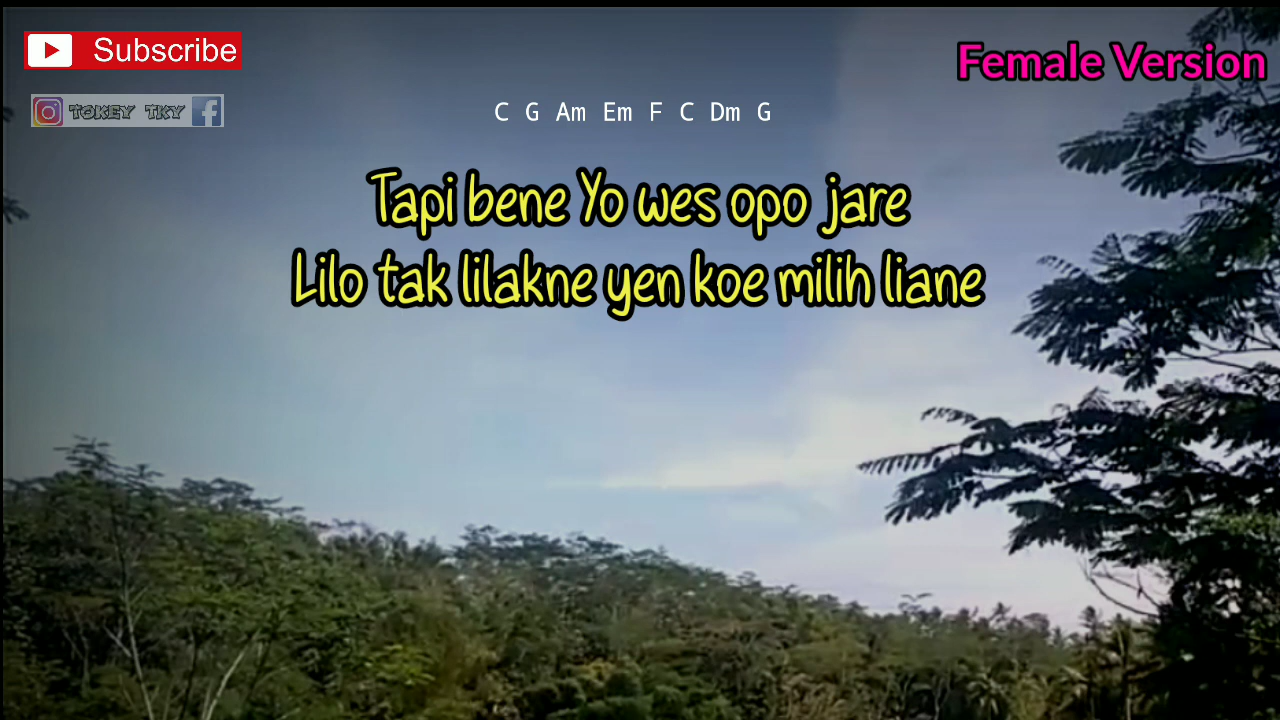 Subscribe
Female Version
TOKEY TKY
C G Am Em F C Dm G
Tapi bene Yo wes opo jare
Lilo tak lilakne yen koe milih liane